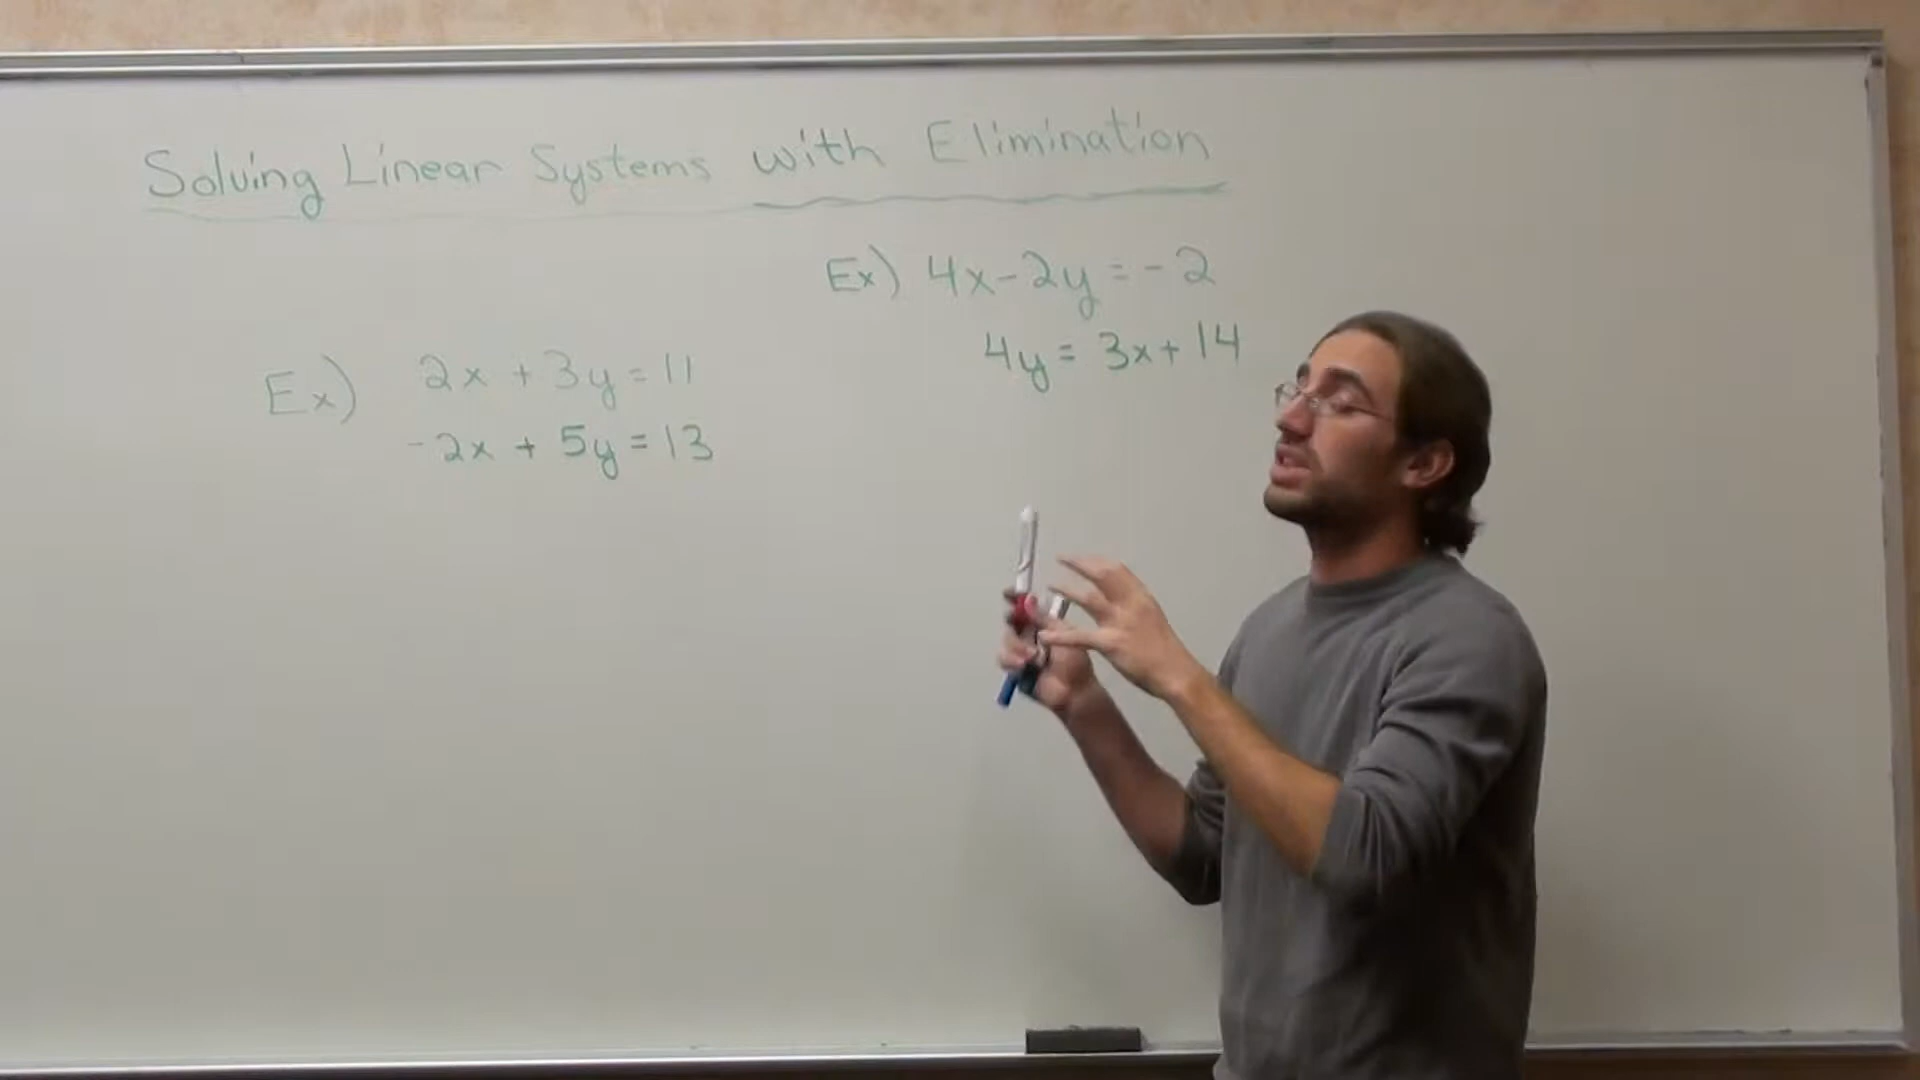 Solving Linear Systems with Elimination
Ex) 2x + 3y = 11
-2x + 5y = 13
Ex) 4x - 2y = -2
4y = 3x + 14